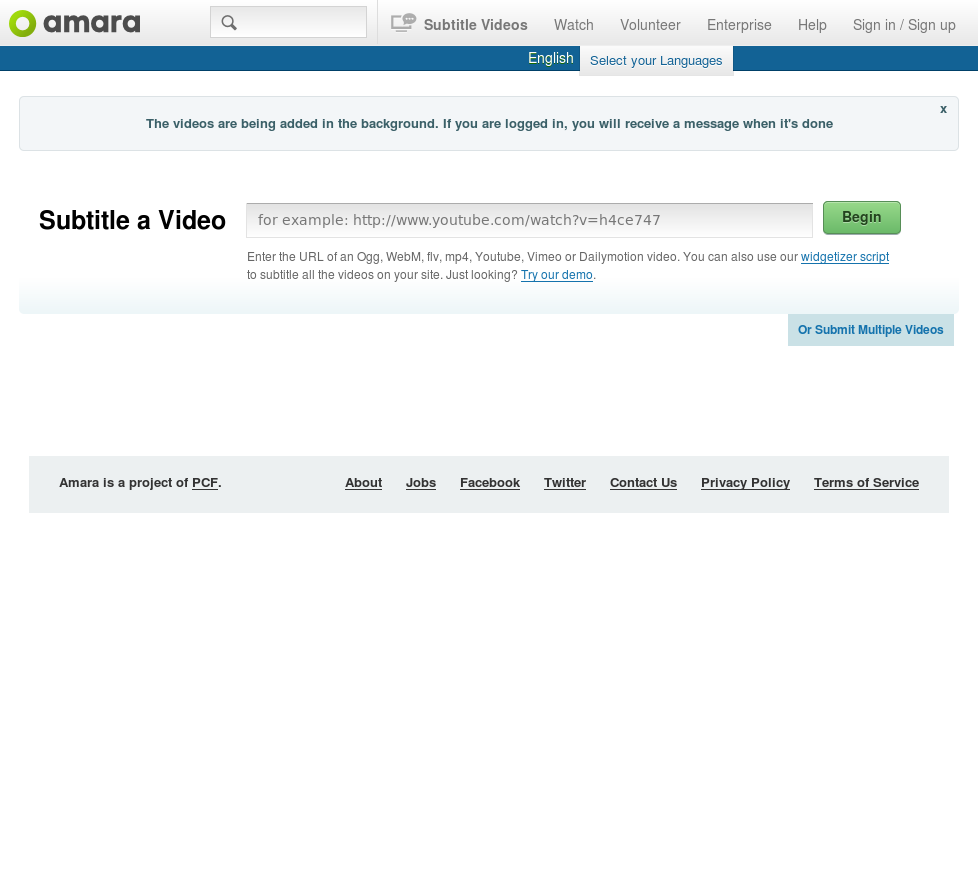 amara
Subtitle Videos Watch Volunteer Enterprise Help Sign in / Sign up
English Select your Languages
x
The videos are being added in the background. If you are logged in, you will receive a message when it's done
Subtitle a Video for example: http://www.youtube.com/watch?v=h4ce747 Begin
Enter the URL of an Ogg, WebM, flv, mp4, Youtube, Vimeo or Dailymotion video. You can also use our widgetizer script
to subtitle all the videos on your site. Just looking? Try our demo.
Or Submit Multiple Videos
Amara is a project of PCF. About Jobs Facebook Twitter Contact Us Privacy Policy Terms of Service